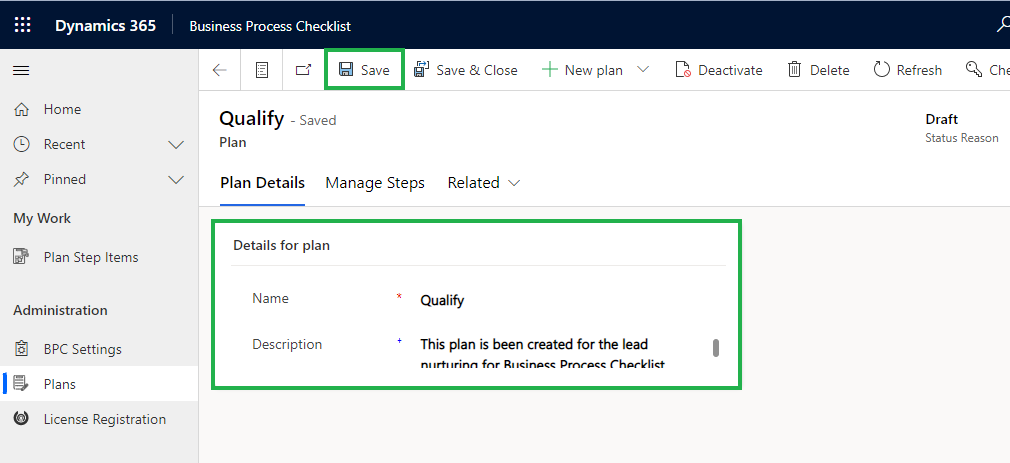 Dynamics 365 Business Process Checklist
Save Save & Close New plan Deactivate Delete Refresh Che
Home
Recent
Pinned
My Work
Plan Step Items
Administration
BPC Settings
Plans
License Registration
Qualify - Saved
Plan
Draft
Status Reason
Plan Details Manage Steps Related
Details for plan
Name * Qualify
Description + This plan is been created for the lead
nurturing for Business Process Checklist